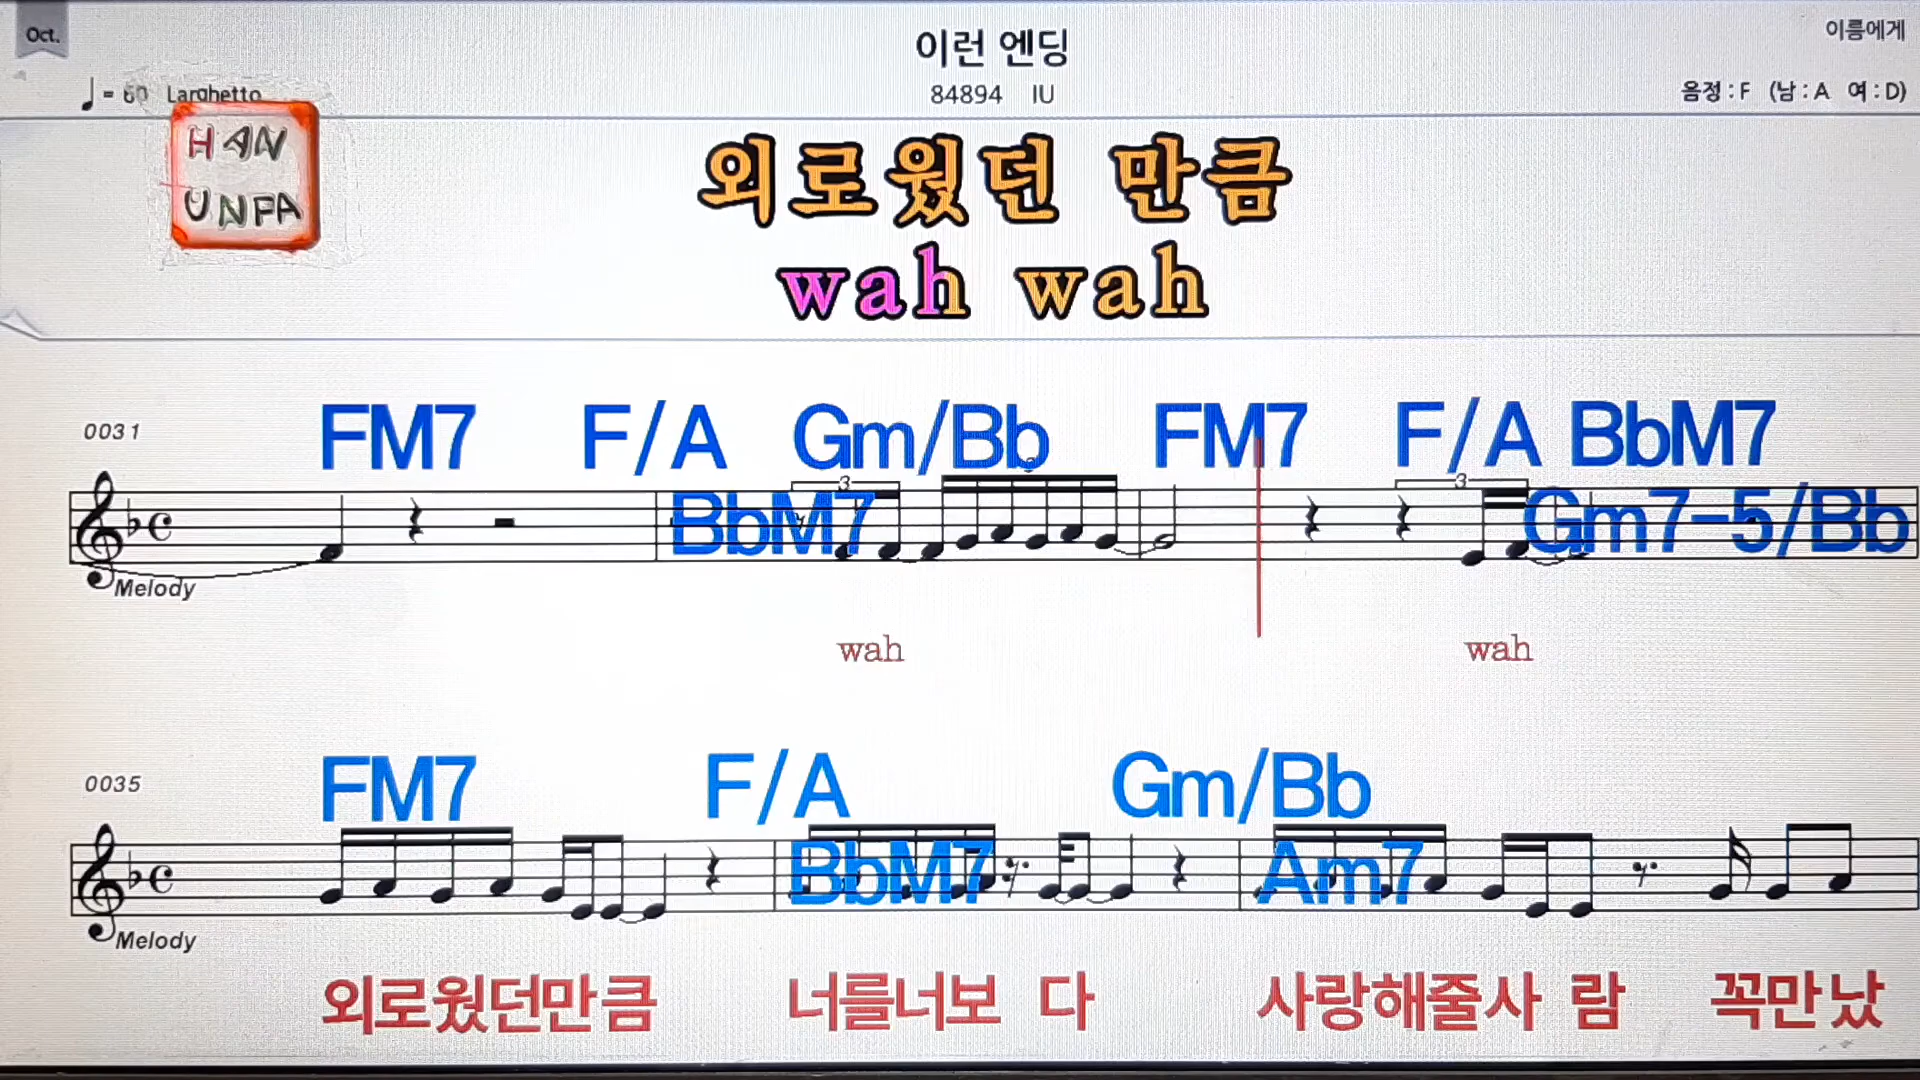 Oct.
이런 엔딩
이름에게
♩= 60 Larghetto
84894 IU
음정 : F (남 : A 여 : D)
HAN
UNFA
외로웠던 만큼
wah wah
0031
FM7 F/A Gm/Bb FM7 F/A BbM7
3 3
BbM7 Gm7-5/Bb
Melody
wah wah
0035
FM7 F/A Gm/Bb
BbM7 Am7
Melody
외로웠던만큼 너를너보 다 사랑해줄사 람 꼭만났